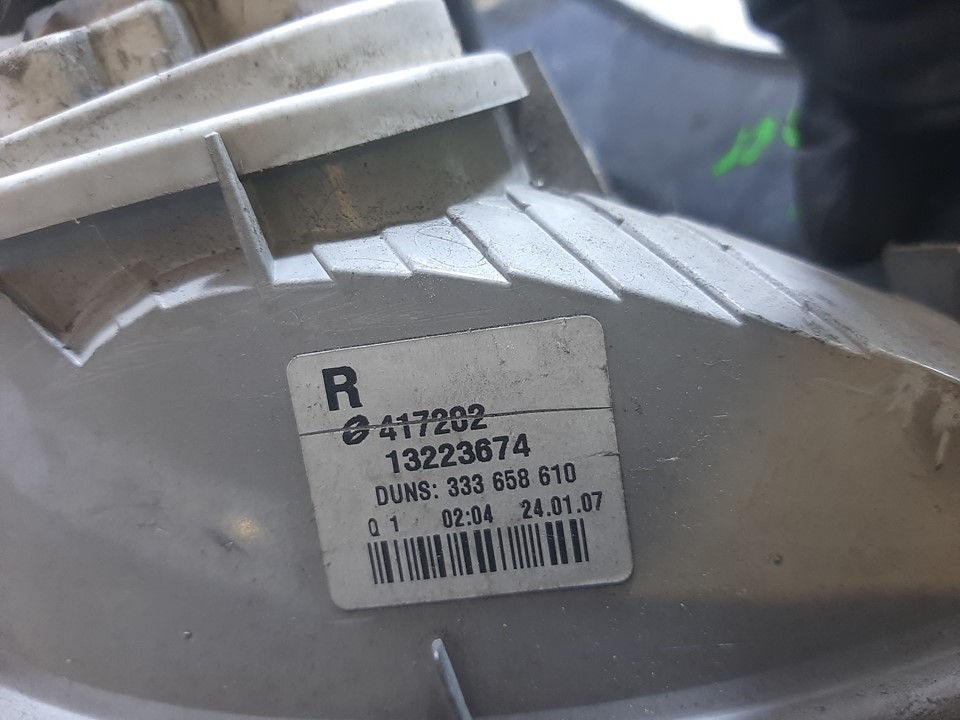 R
417202
13223674
DUNS: 333 658 610
Q 1 02:04 24.01.07